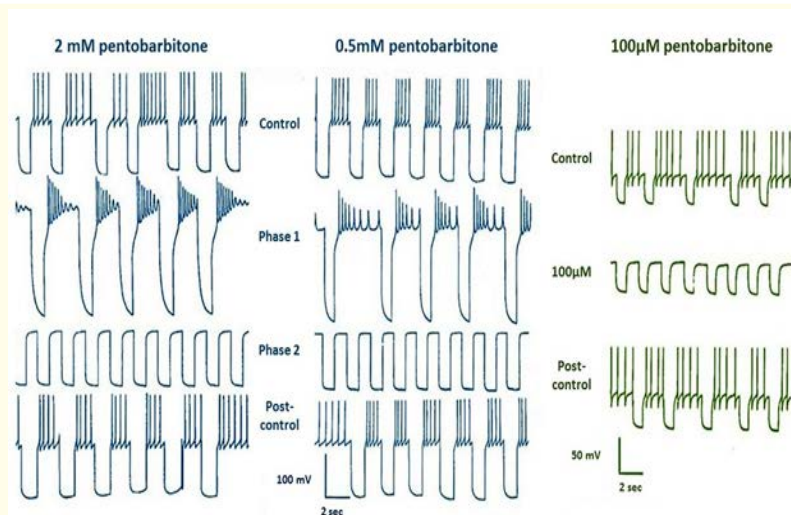 2 mM pentobarbitone
0.5mM pentobarbitone
100µM pentobarbitone
Control
Phase 1
Phase 2
Post-
control
100 mV
2 sec
Control
100µM
Post-
control
50 mV
2 sec